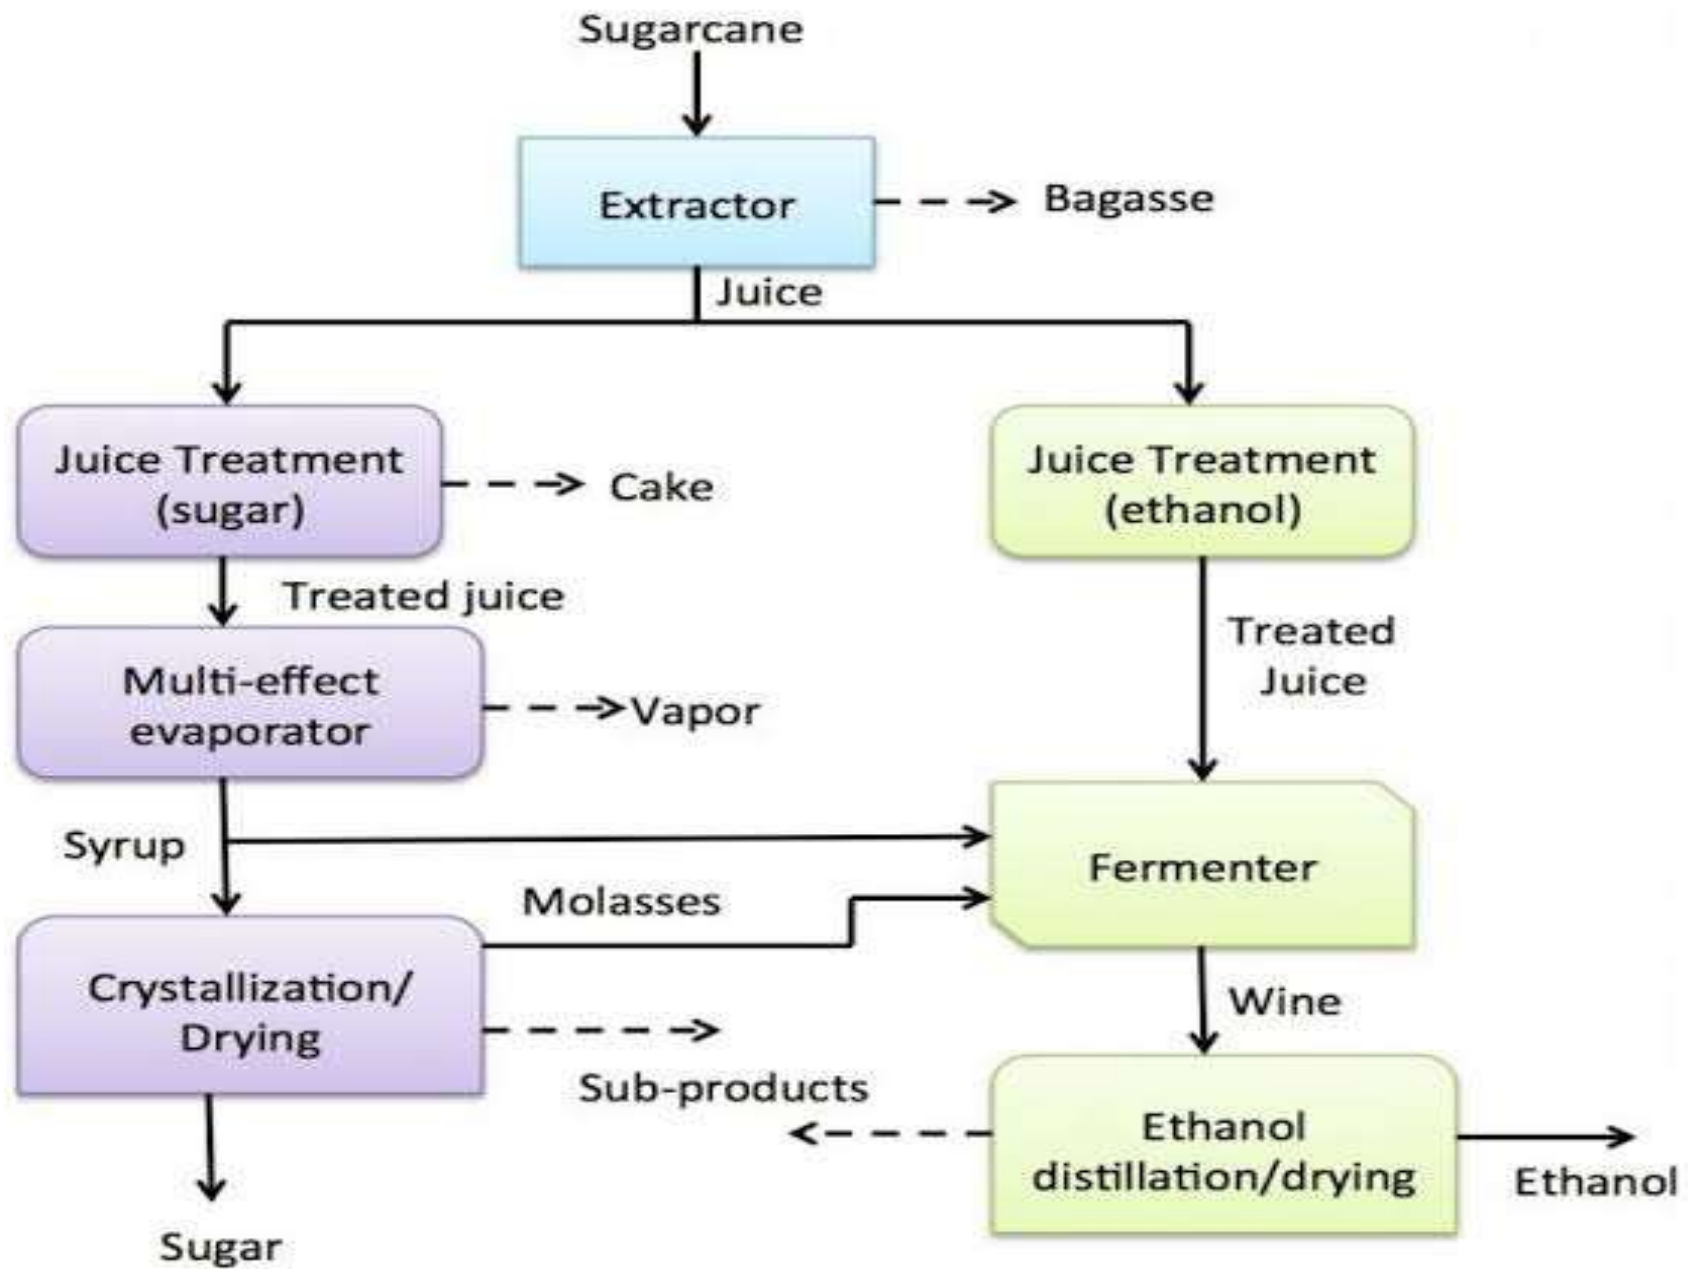 Sugarcane
Extractor
Bagasse
Juice
Juice Treatment
(sugar)
Cake
Juice Treatment
(ethanol)
Treated juice
Treated
Juice
Multi-effect
evaporator
Vapor
Syrup
Fermenter
Molasses
Crystallization/
Drying
Wine
Sub-products
Ethanol
distillation/drying
Ethanol
Sugar